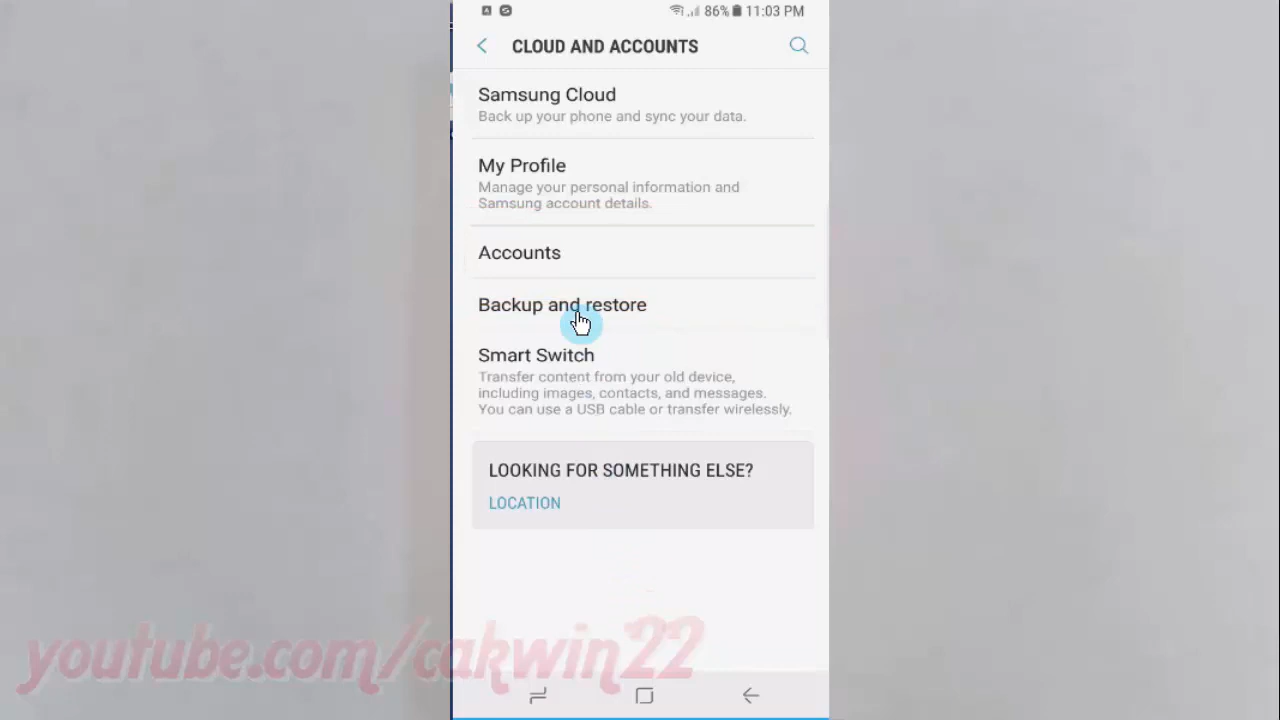 86% 11:03 PM
CLOUD AND ACCOUNTS
Samsung Cloud
Back up your phone and sync your data.
My Profile
Manage your personal information and
Samsung account details.
Accounts
Backup and restore
Smart Switch
Transfer content from your old device,
including images, contacts, and messages.
You can use a USB cable or transfer wirelessly.
LOOKING FOR SOMETHING ELSE?
LOCATION
youtube.com/cakwin22